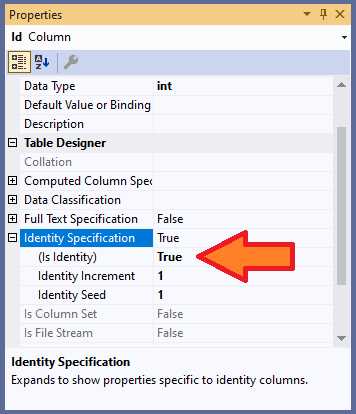 Properties
Id Column
Data Type int
Default Value or Binding
Description
Table Designer
Collation
Computed Column Spec
Data Classification
Full Text Specification False
Identity Specification True
(Is Identity) True
Identity Increment 1
Identity Seed 1
Is Column Set False
Is File Stream False
Identity Specification
Expands to show properties specific to identity columns.